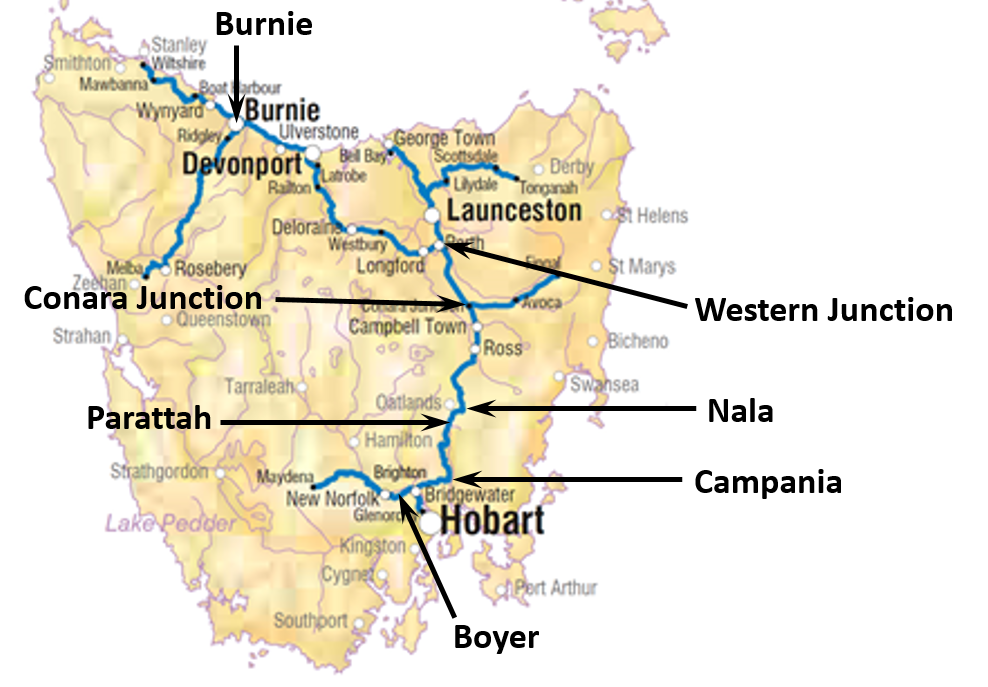 Burnie
Stanley
Smithton
Wiltshire
Mawbanna
Boat Harbour
Wynyard
Burnie
Ridgley
Ulverstone
George Town
Devonport
Bell Bay
Scottsdale
Derby
Latrobe
Railton
Lilydale
Tonganah
Launceston
St Helens
Deloraine
Westbury
Perth
Longford
Fingal
St Marys
Melba
Rosebery
Zeehan
Conara Junction
Conara Junction
Avoca
Western Junction
Queenstown
Campbell Town
Strahan
Ross
Bicheno
Tarraleah
Swansea
Oatlands
Nala
Parattah
Hamilton
Strathgordon
Maydena
Brighton
Campania
New Norfolk
Bridgewater
Glenorc
Lake Pedder
Hobart
Kingston
Cygnet
Port Arthur
Southport
Boyer